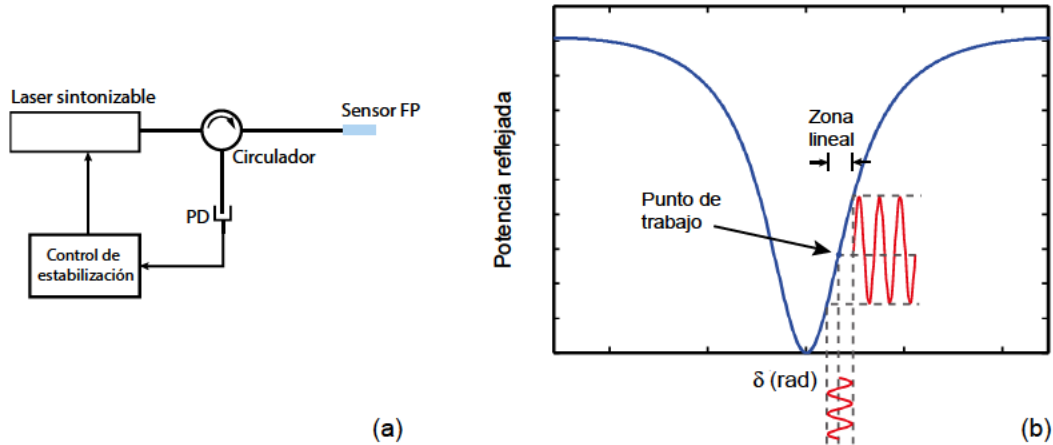 Laser sintonizable
Sensor FP
Circulador
PD
Control de
estabilización
(a)
Potencia reflejada
Zona
lineal
Punto de
trabajo
δ (rad)
(b)